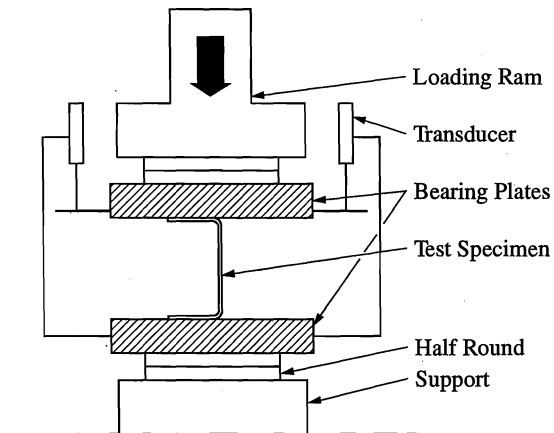 Loading Ram
Transducer
Bearing Plates
Test Specimen
Half Round
Support